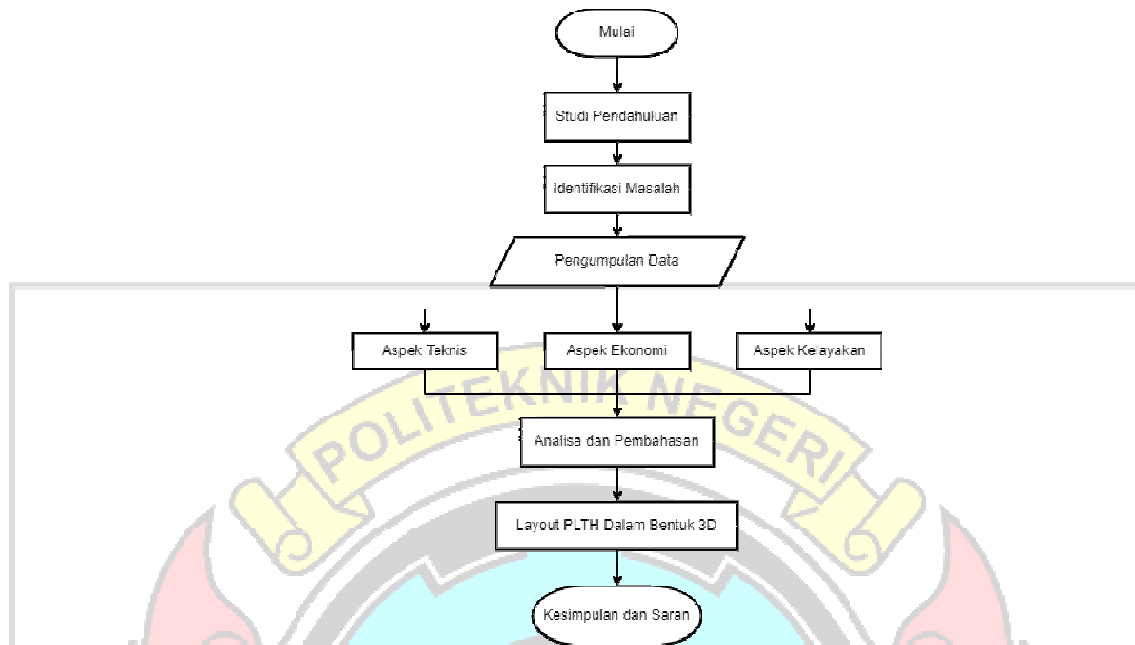 Mulai
Studi Pendahuluan
Identifikasi Masalah
Pengumpulan Data
Aspek Teknis
Aspek Ekonomi
Aspek Kelayakan
POLITEKNIK NEGERI
Analisa dan Pembahasan
Layout PLTH Dalam Bentuk 3D
Kesimpulan dan Saran